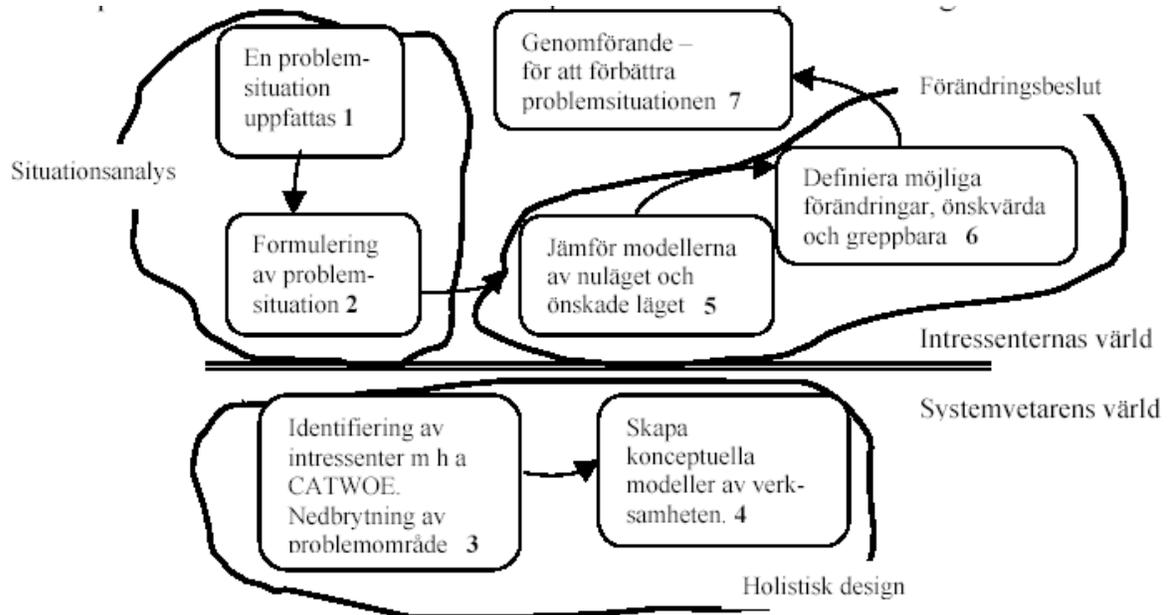 En problem-
situation
uppfattas 1
Genomförande –
för att förbättra
problemsituationen 7
Förändringsbeslut
Situationsanalys
Definiera möjliga
förändringar, önskvärda
och greppbara 6
Formulering
av problem-
situation 2
Jämför modellerna
av nuläget och
önskade läget 5
Intressenternas värld
Systemvetarens värld
Identifiering av
intressenter m h a
CATWOE.
Nedbrytning av
problemområde 3
Skapa
konceptuella
modeller av verk-
samheten. 4
Holistisk design